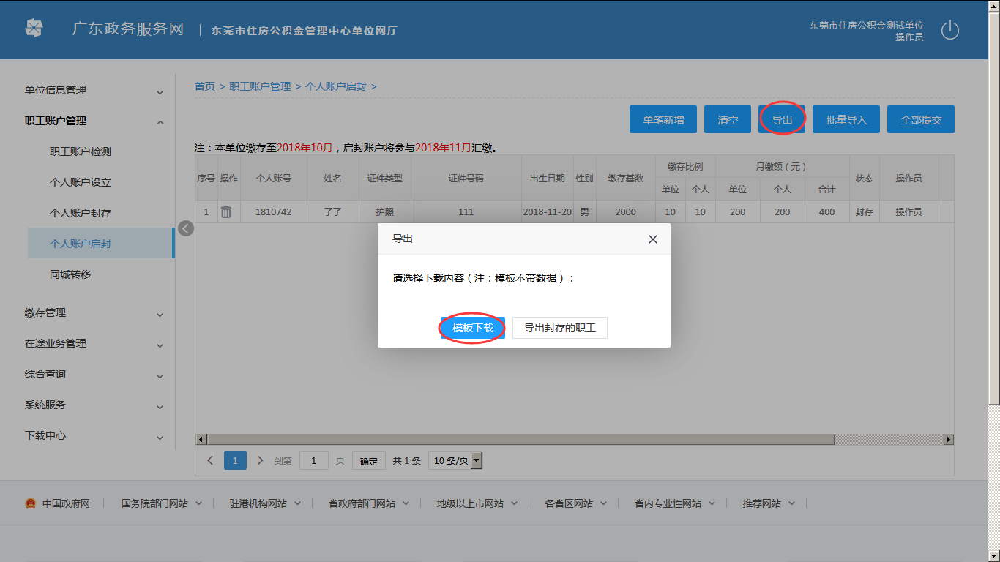 广东政务服务网 | 东莞市住房公积金管理中心单位网厅
东莞市住房公积金测试单位
操作员
单位信息管理
职工账户管理
职工账户检测
个人账户设立
个人账户封存
个人账户启封
同城转移
缴存管理
在途业务管理
综合查询
系统服务
下载中心
首页 > 职工账户管理 > 个人账户启封 >
单笔新增 清空 导出 批量导入 全部提交
注：本单位缴存至2018年10月，启封账户将参与2018年11月汇缴。
序号 操作 个人账号 姓名 证件类型 证件号码 出生日期 性别 缴存基数 缴存比例 月缴额（元） 状态 操作员
单位 个人 单位 个人 合计
1 1810742 了了 护照 111 2018-11-20 男 2000 10 10 200 200 400 封存 操作员
导出
请选择下载内容（注：模板不带数据）：
模板下载 导出封存的职工
1 到第 1 页 确定 共 1 条 10 条/页
中国政府网 国务院部门网站 驻港机构网站 省政府部门网站 地级以上市网站 各省区网站 省内专业性网站 推荐网站